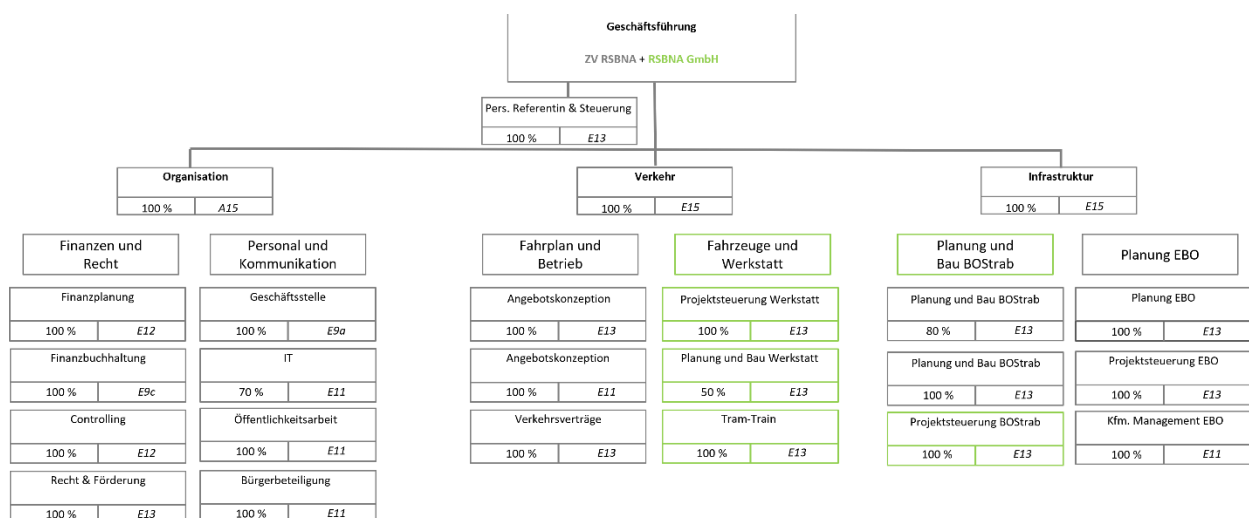 Geschäftsführung
ZV RSBNA + RSBNA GmbH
Pers. Referentin & Steuerung
100 % E13
Organisation
100 % A15
Verkehr
100 % E15
Infrastruktur
100 % E15
Finanzen und
Recht
Finanzplanung
100 % E12
Finanzbuchhaltung
100 % E9c
Controlling
100 % E12
Recht & Förderung
100 % E13
Personal und
Kommunikation
Geschäftsstelle
100 % E9a
IT
70 % E11
Öffentlichkeitsarbeit
100 % E11
Bürgerbeteiligung
100 % E11
Fahrplan und
Betrieb
Angebotskonzeption
100 % E13
Angebotskonzeption
100 % E11
Verkehrsverträge
100 % E13
Fahrzeuge und
Werkstatt
Projektsteuerung Werkstatt
100 % E13
Planung und Bau Werkstatt
50 % E13
Tram-Train
100 % E13
Planung und
Bau BOStrab
Planung und Bau BOStrab
80 % E13
Planung und Bau BOStrab
100 % E13
Projektsteuerung BOStrab
100 % E13
Planung EBO
Planung EBO
100 % E13
Projektsteuerung EBO
100 % E13
Kfm. Management EBO
100 % E11